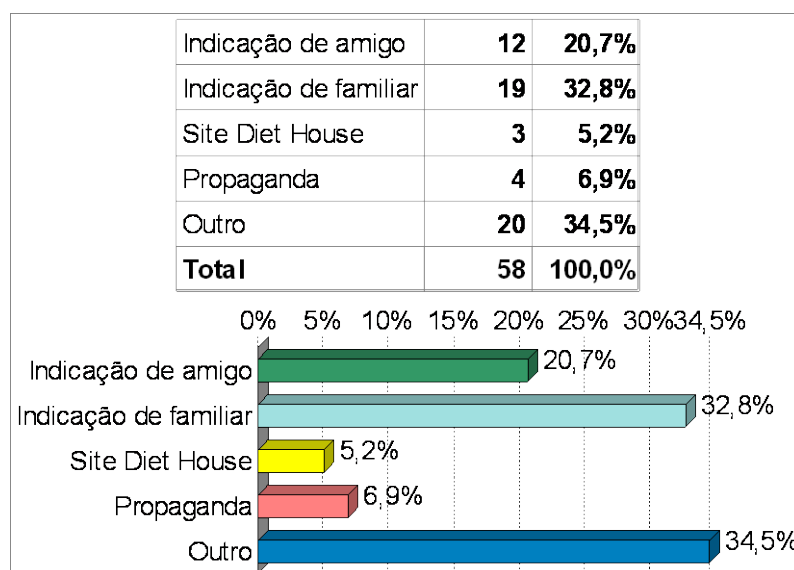 Indicação de amigo 12 20,7%
Indicação de familiar 19 32,8%
Site Diet House 3 5,2%
Propaganda 4 6,9%
Outro 20 34,5%
Total 58 100,0%
0% 5% 10% 15% 20% 25% 30% 34,5%
Indicação de amigo 20,7%
Indicação de familiar 32,8%
Site Diet House 5,2%
Propaganda 6,9%
Outro 34,5%